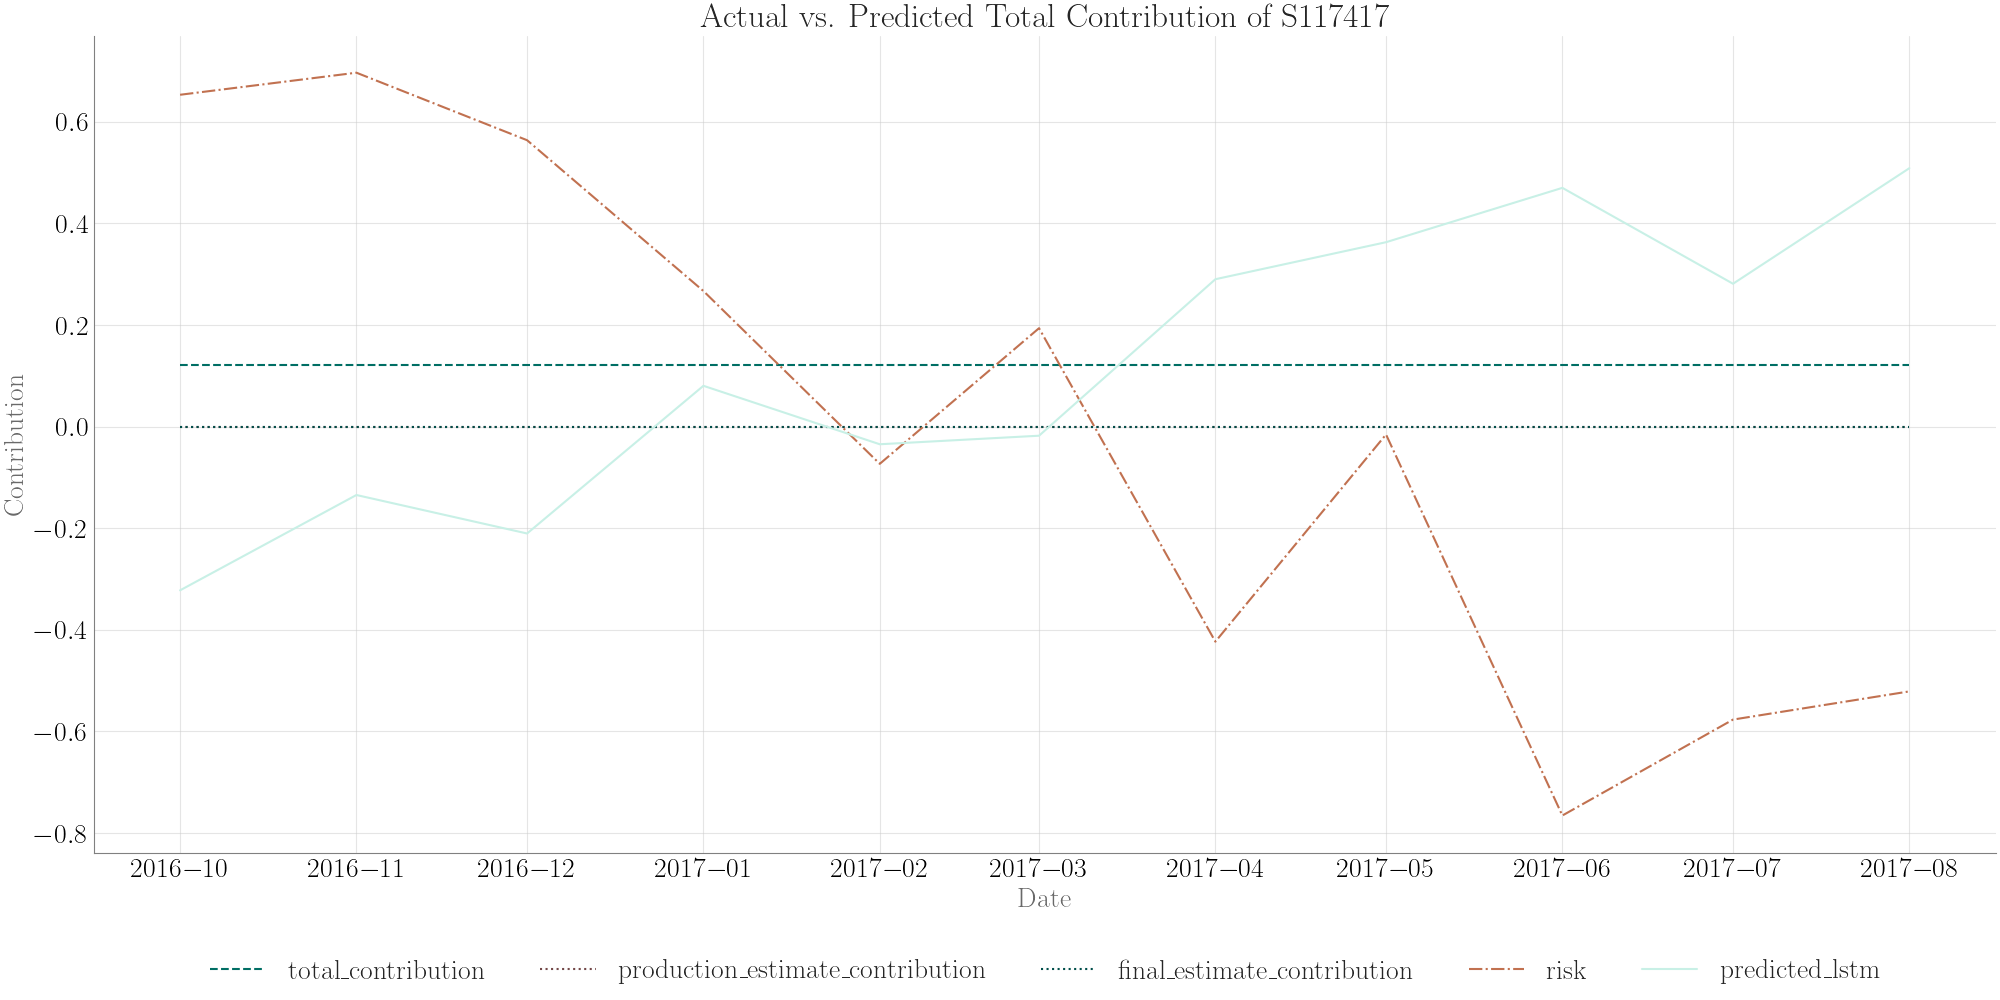 Actual vs. Predicted Total Contribution of S117417
Contribution
0.6
0.4
0.2
0.0
−0.2
−0.4
−0.6
−0.8
2016–10 2016–11 2016–12 2017–01 2017–02 2017–03 2017–04 2017–05 2017–06 2017–07 2017–08
Date
total_contribution production_estimate_contribution final_estimate_contribution risk predicted_lstm